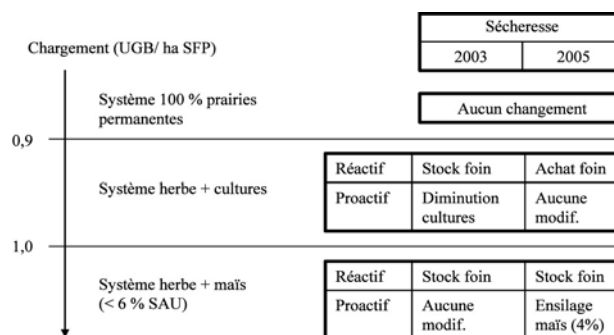 Sécheresse
Chargement (UGB/ ha SFP)
2003 2005
Système 100 % prairies
permanentes
Aucun changement
0,9
Réactif Stock foin Achat foin
Système herbe + cultures
Proactif Diminution Aucune
cultures modif.
1,0
Réactif Stock foin Stock foin
Système herbe + maïs
(< 6 % SAU)
Proactif Aucune Ensilage
modif. maïs (4%)